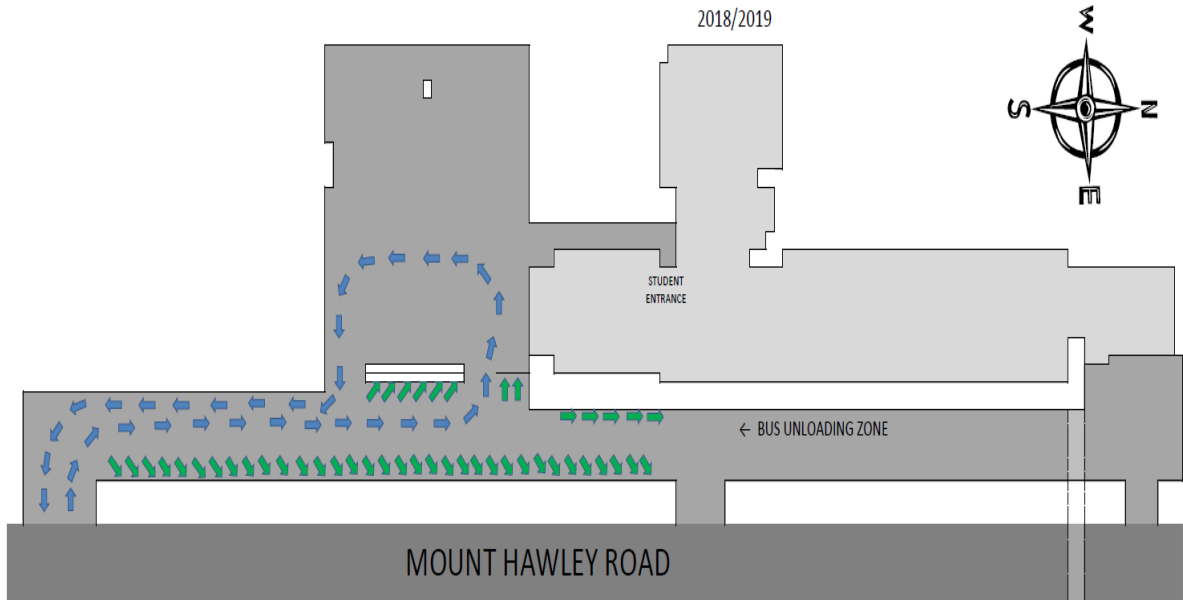 2018/2019
W
S
N
E
STUDENT
ENTRANCE
← BUS UNLOADING ZONE
MOUNT HAWLEY ROAD